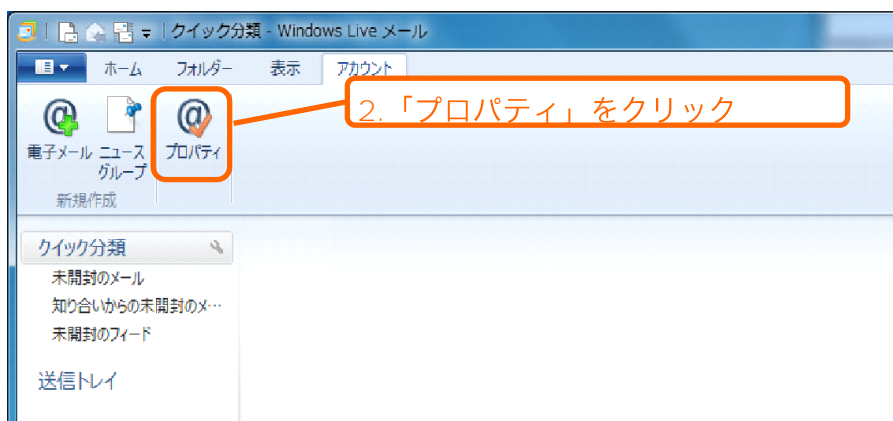 クイック分類 - Windows Live メール
ホーム フォルダー 表示 アカウント
2.「プロパティ」をクリック
電子メール ニュース グループ プロパティ
新規作成
クイック分類
未開封のメール
知り合いからの未開封のメ…
未開封のフィード
送信トレイ